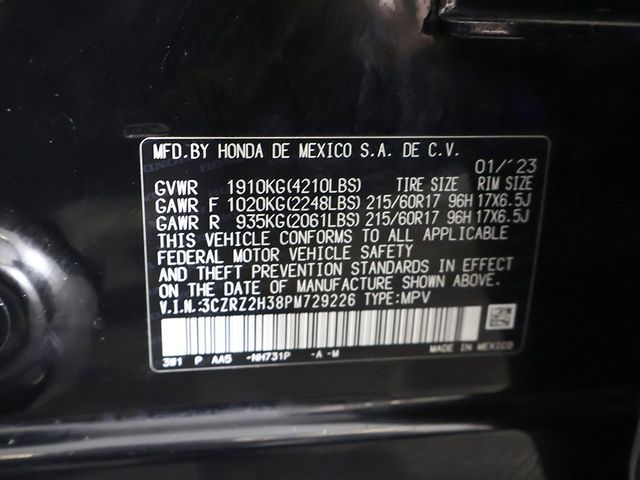 MFD.BY HONDA DE MEXICO S.A. DE C.V.
01/'23
GVWR 1910KG(4210LBS) TIRE SIZE RIM SIZE
GAWR F 1020KG(2248LBS) 215/60R17 96H 17X6.5J
GAWR R 935KG(2061LBS) 215/60R17 96H 17X6.5J
THIS VEHICLE CONFORMS TO ALL APPLICABLE
FEDERAL MOTOR VEHICLE SAFETY
AND THEFT PREVENTION STANDARDS IN EFFECT
ON THE DATE OF MANUFACTURE SHOWN ABOVE.
V.I.N.:3CZRZ2H38PM729226 TYPE:MPV
301 P AA5 -NH731P -A -M MADE IN MEXICO